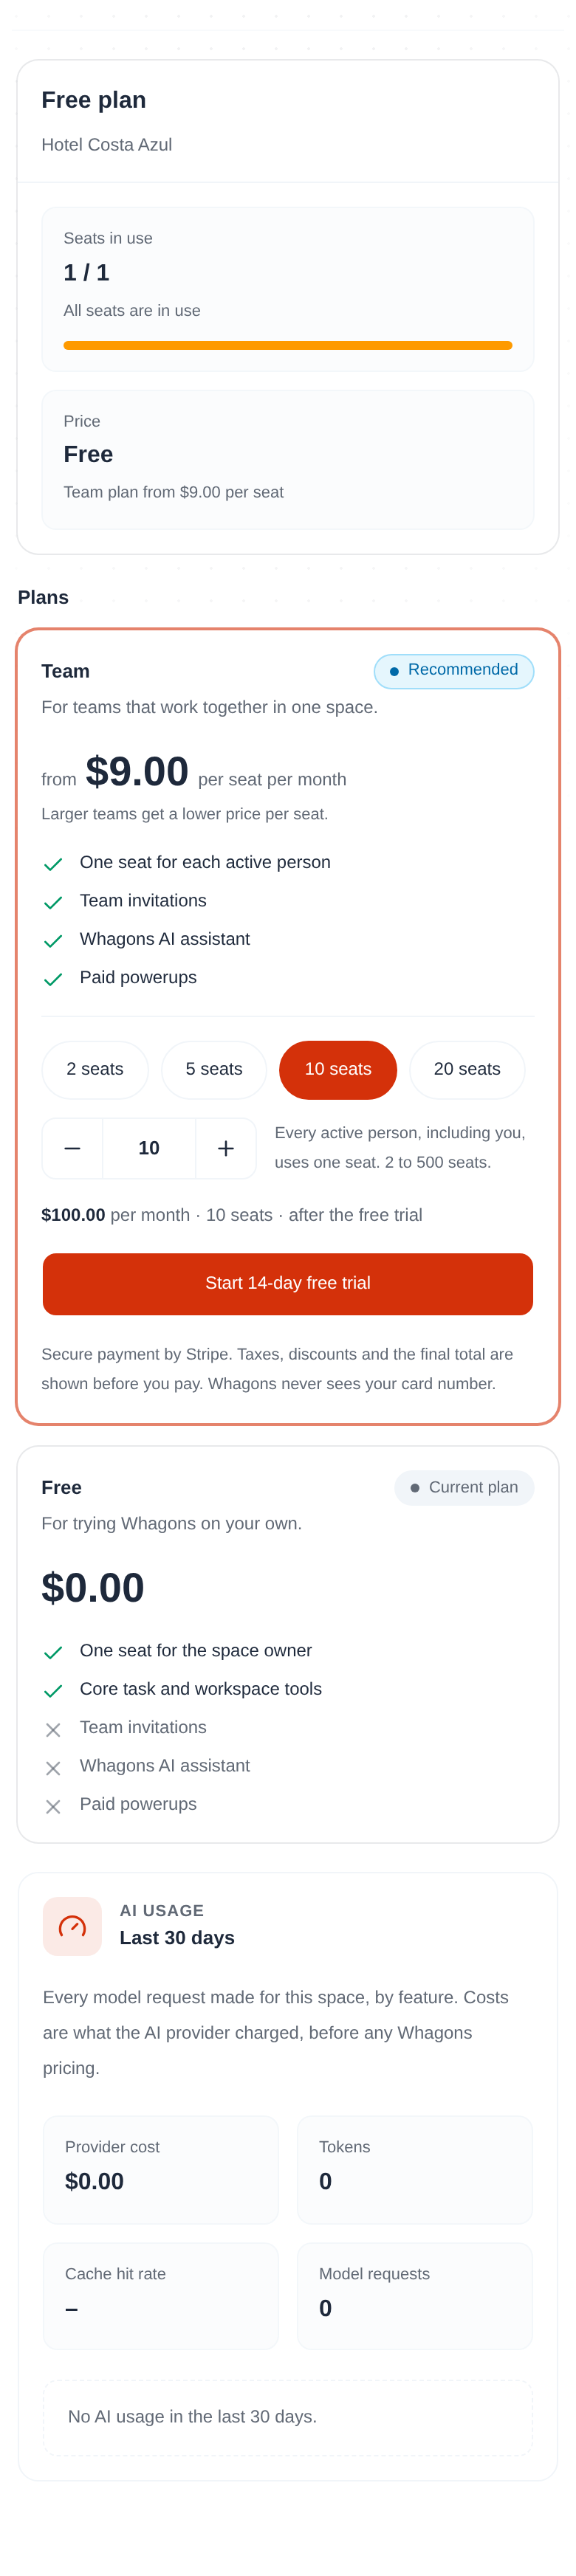 Free plan
Hotel Costa Azul
Seats in use
1 / 1
All seats are in use
Price
Free
Team plan from $9.00 per seat
Plans
Team
Recommended
For teams that work together in one space.
from $9.00 per seat per month
Larger teams get a lower price per seat.
One seat for each active person
Team invitations
Whagons AI assistant
Paid powerups
2 seats
5 seats
10 seats
20 seats
10
Every active person, including you,
uses one seat. 2 to 500 seats.
$100.00 per month · 10 seats · after the free trial
Start 14-day free trial
Secure payment by Stripe. Taxes, discounts and the final total are
shown before you pay. Whagons never sees your card number.
Free
Current plan
For trying Whagons on your own.
$0.00
One seat for the space owner
Core task and workspace tools
Team invitations
Whagons AI assistant
Paid powerups
AI USAGE
Last 30 days
Every model request made for this space, by feature. Costs
are what the AI provider charged, before any Whagons
pricing.
Provider cost
$0.00
Tokens
0
Cache hit rate
–
Model requests
0
No AI usage in the last 30 days.